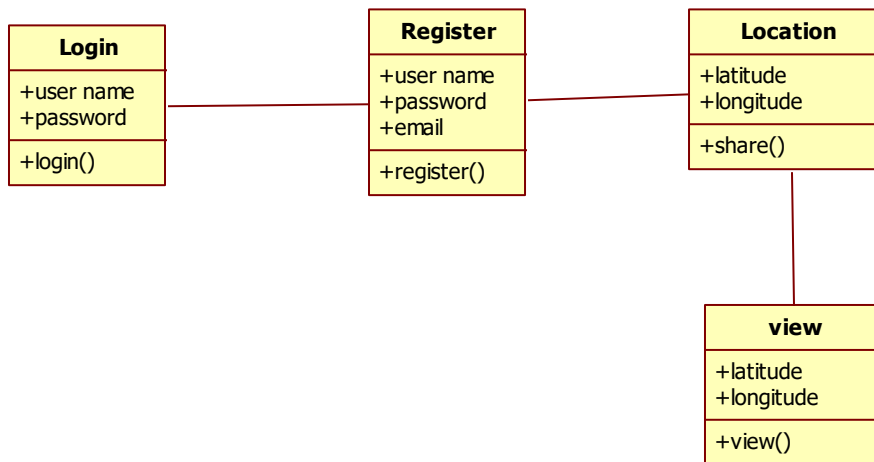 Login
+user name
+password
+login()
Register
+user name
+password
+email
+register()
Location
+latitude
+longitude
+share()
view
+latitude
+longitude
+view()